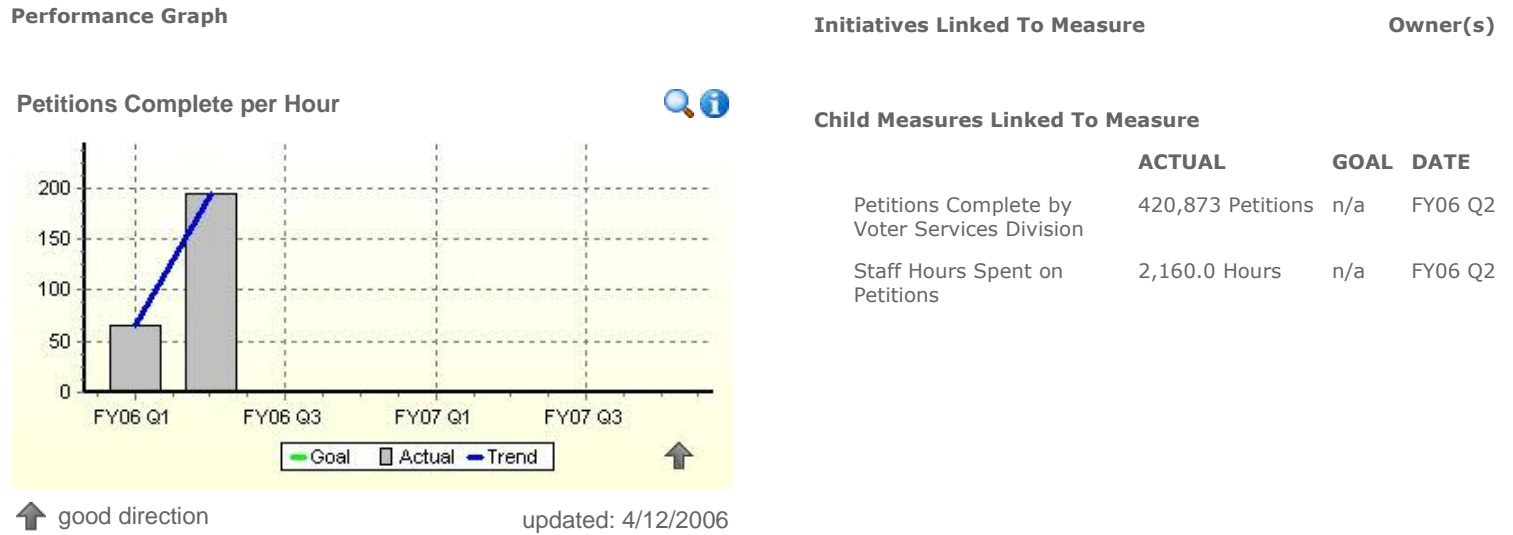 Performance Graph
Initiatives Linked To Measure Owner(s)
Petitions Complete per Hour
200
150
100
50
0
FY06 Q1 FY06 Q3 FY07 Q1 FY07 Q3
Goal Actual Trend
good direction
updated: 4/12/2006
Child Measures Linked To Measure
ACTUAL GOAL DATE
Petitions Complete by 420,873 Petitions n/a FY06 Q2
Voter Services Division
Staff Hours Spent on 2,160.0 Hours n/a FY06 Q2
Petitions